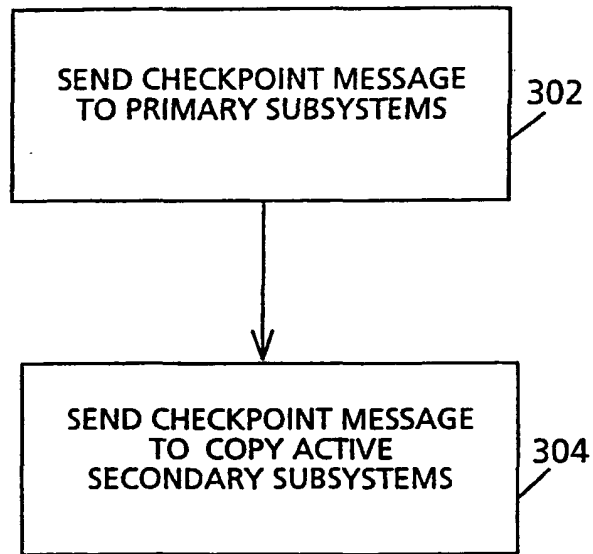 SEND CHECKPOINT MESSAGE
TO PRIMARY SUBSYSTEMS
302
SEND CHECKPOINT MESSAGE
TO COPY ACTIVE
SECONDARY SUBSYSTEMS
304